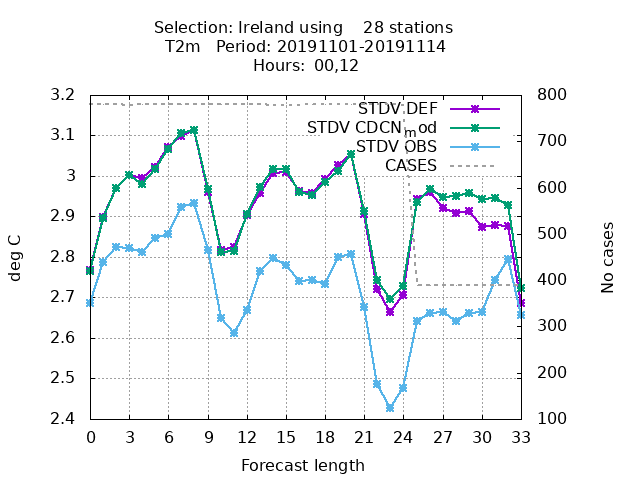 Selection: Ireland using    28 stations
T2m   Period: 20191101-20191114
Hours:  00,12
3.2
3.1
3
2.9
2.8
2.7
2.6
2.5
2.4
deg C
STDV DEF
STDV CDCN_mod
STDV OBS
CASES
800
700
600
500
400
300
200
100
No cases
0 3 6 9 12 15 18 21 24 27 30 33
Forecast length